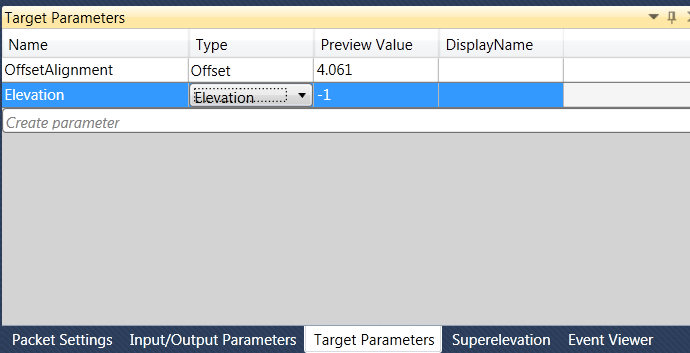 Target Parameters
Name Type Preview Value DisplayName
OffsetAlignment Offset 4.061
Elevation Elevation -1
Create parameter
Packet Settings Input/Output Parameters Target Parameters Superelevation Event Viewer